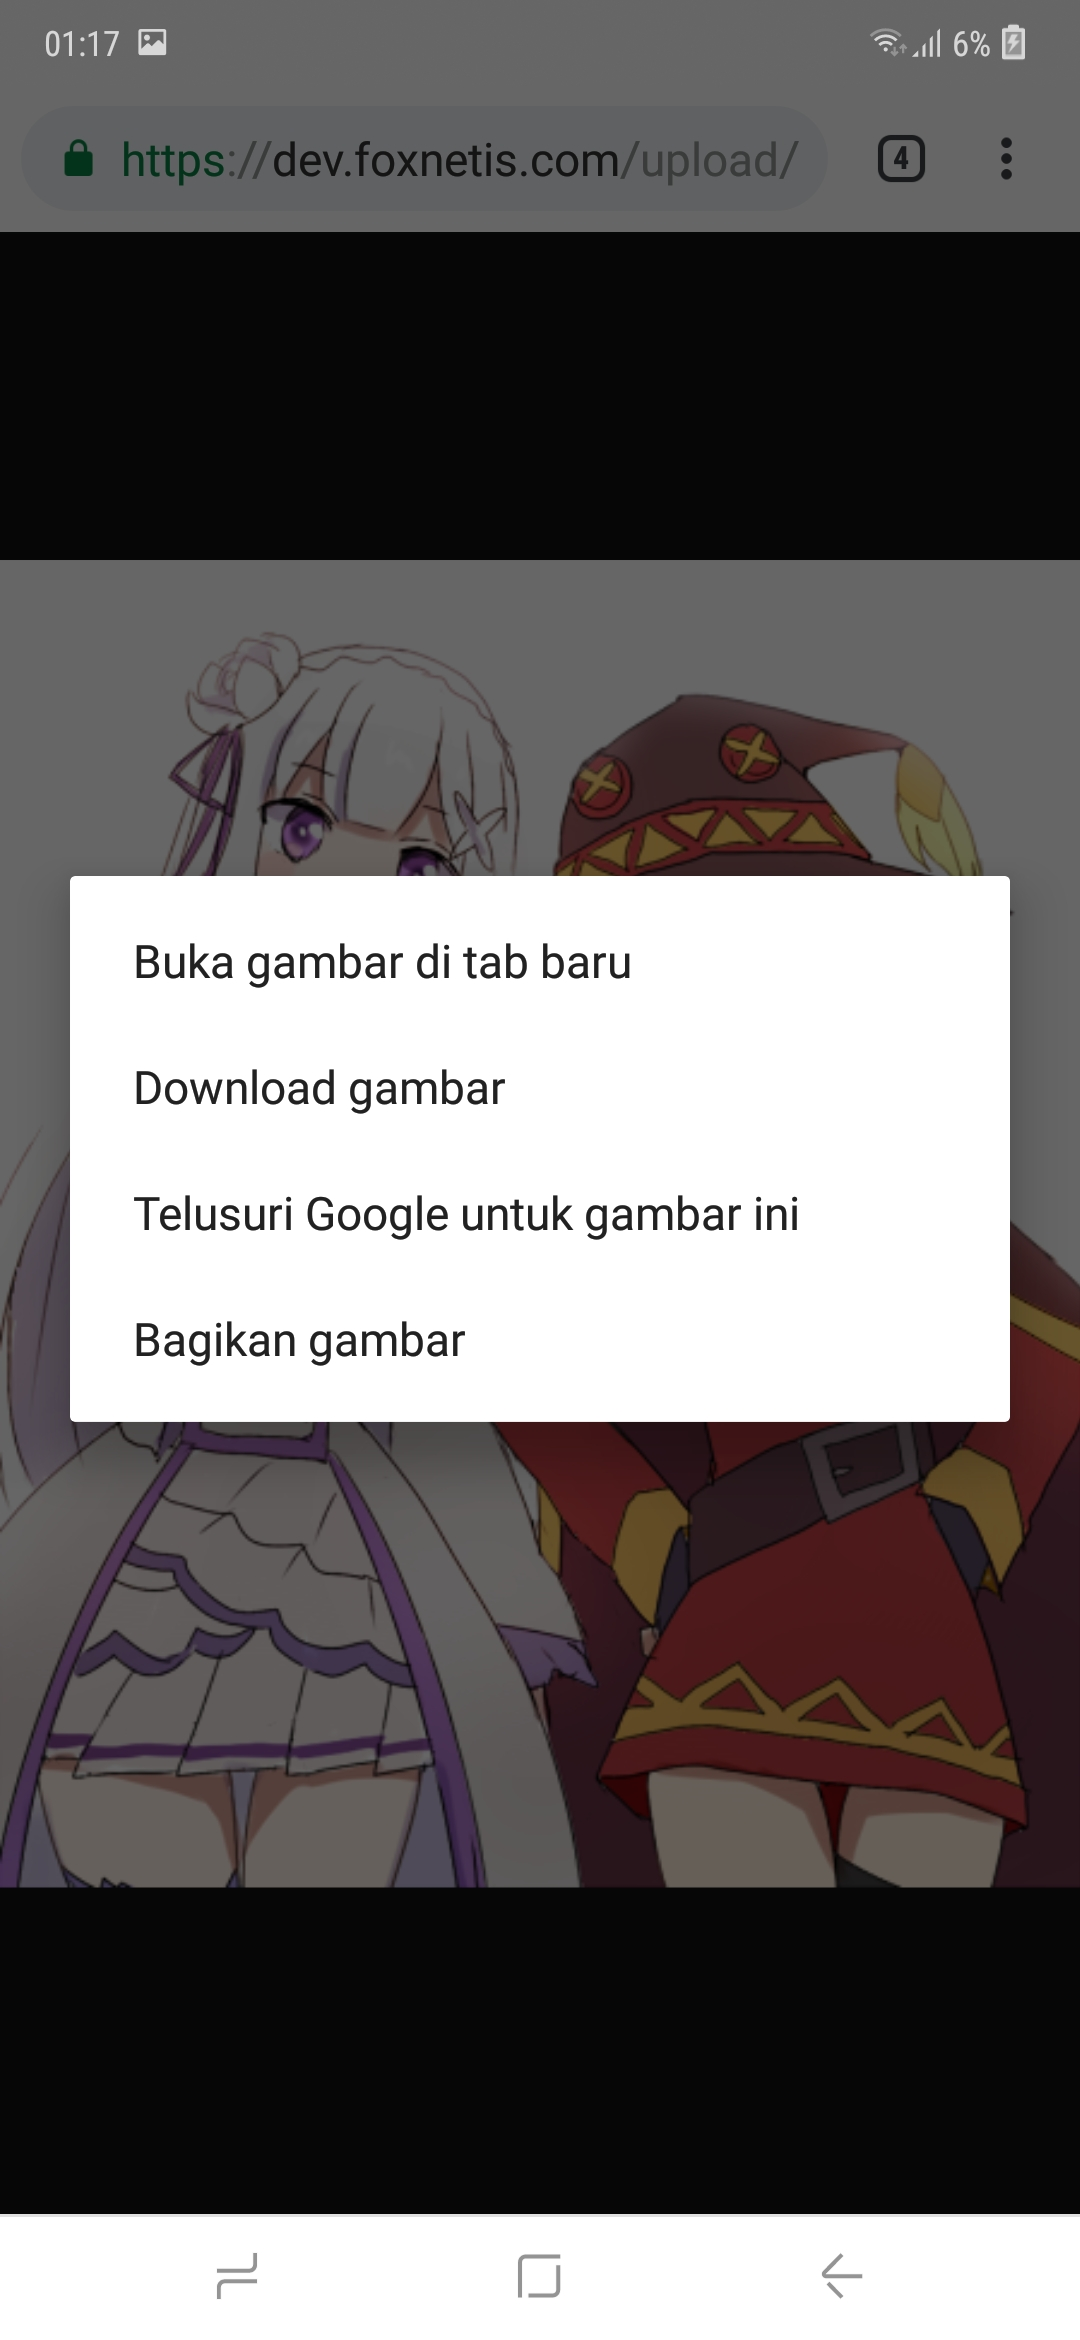 01:17 6%
https://dev.foxnetis.com/upload/ 4
Buka gambar di tab baru
Download gambar
Telusuri Google untuk gambar ini
Bagikan gambar